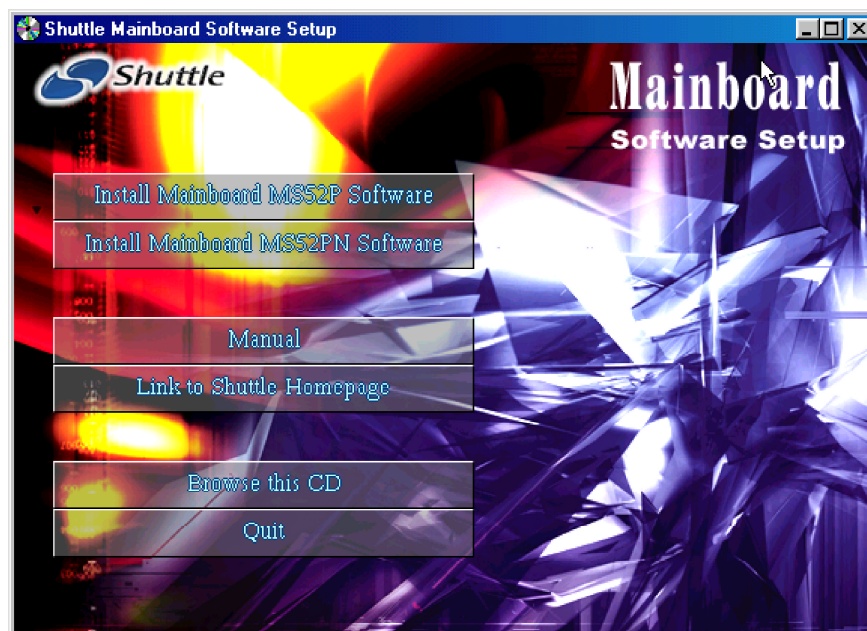 Shuttle Mainboard Software Setup
Shuttle
Mainboard
Software Setup
Install Mainboard MS52P Software
Install Mainboard MS52PN Software
Manual
Link to Shuttle Homepage
Browse this CD
Quit